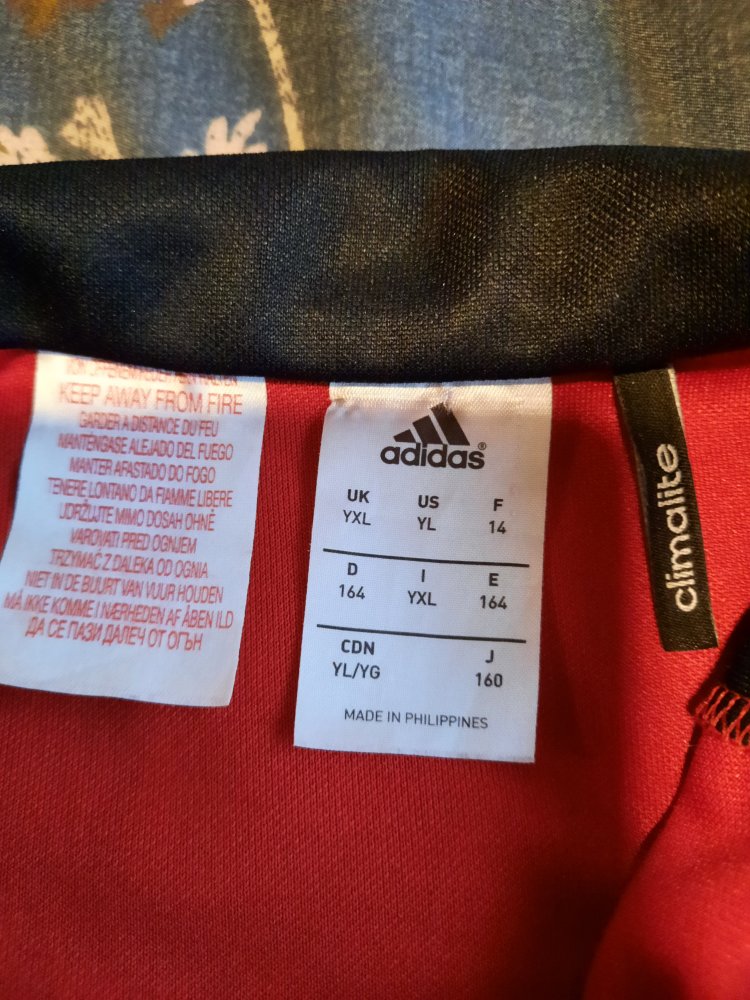 KEEP AWAY FROM FIRE
GARDER A DISTANCE DU FEU
MANTENGASE ALEJADO DEL FUEGO
MANTER AFASTADO DO FOGO
TENERE LONTANO DA FIAMME LIBERE
UDRŽUJTE MIMO DOSAH OHNĚ
VAROVATI PRED OGNJEM
TRZYMAĆ Z DALEKA OD OGNIA
NIET IN DE BUURT VAN VUUR HOUDEN
MÅ IKKE KOMME I NÆRHEDEN AF ÅBEN ILD
ДА СЕ ПАЗИ ДАЛЕЧ ОТ ОГЪН
adidas®
UK US F
YXL YL 14
D I E
164 YXL 164
CDN J
YL/YG 160
MADE IN PHILIPPINES
climalite